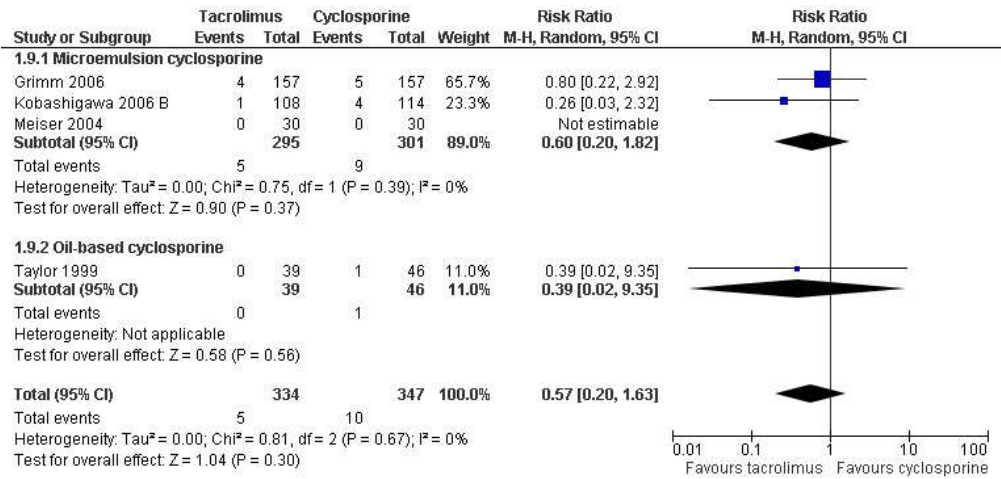 Tacrolimus Cyclosporine Risk Ratio Risk Ratio
Study or Subgroup Events Total Events Total Weight M-H, Random, 95% CI M-H, Random, 95% CI
1.9.1 Microemulsion cyclosporine
Grimm 2006 4 157 5 157 65.7% 0.80 [0.22, 2.92]
Kobashigawa 2006 B 1 108 4 114 23.3% 0.26 [0.03, 2.32]
Meiser 2004 0 30 0 30 Not estimable
Subtotal (95% CI) 295 301 89.0% 0.60 [0.20, 1.82]
Total events 5 9
Heterogeneity: Tau² = 0.00; Chi² = 0.75, df = 1 (P = 0.39); I² = 0%
Test for overall effect: Z = 0.90 (P = 0.37)
1.9.2 Oil-based cyclosporine
Taylor 1999 0 39 1 46 11.0% 0.39 [0.02, 9.35]
Subtotal (95% CI) 39 46 11.0% 0.39 [0.02, 9.35]
Total events 0 1
Heterogeneity: Not applicable
Test for overall effect: Z = 0.58 (P = 0.56)
Total (95% CI) 334 347 100.0% 0.57 [0.20, 1.63]
Total events 5 10
Heterogeneity: Tau² = 0.00; Chi² = 0.81, df = 2 (P = 0.67); I² = 0%
Test for overall effect: Z = 1.04 (P = 0.30)
0.01 0.1 1 10 100
Favours tacrolimus Favours cyclosporine